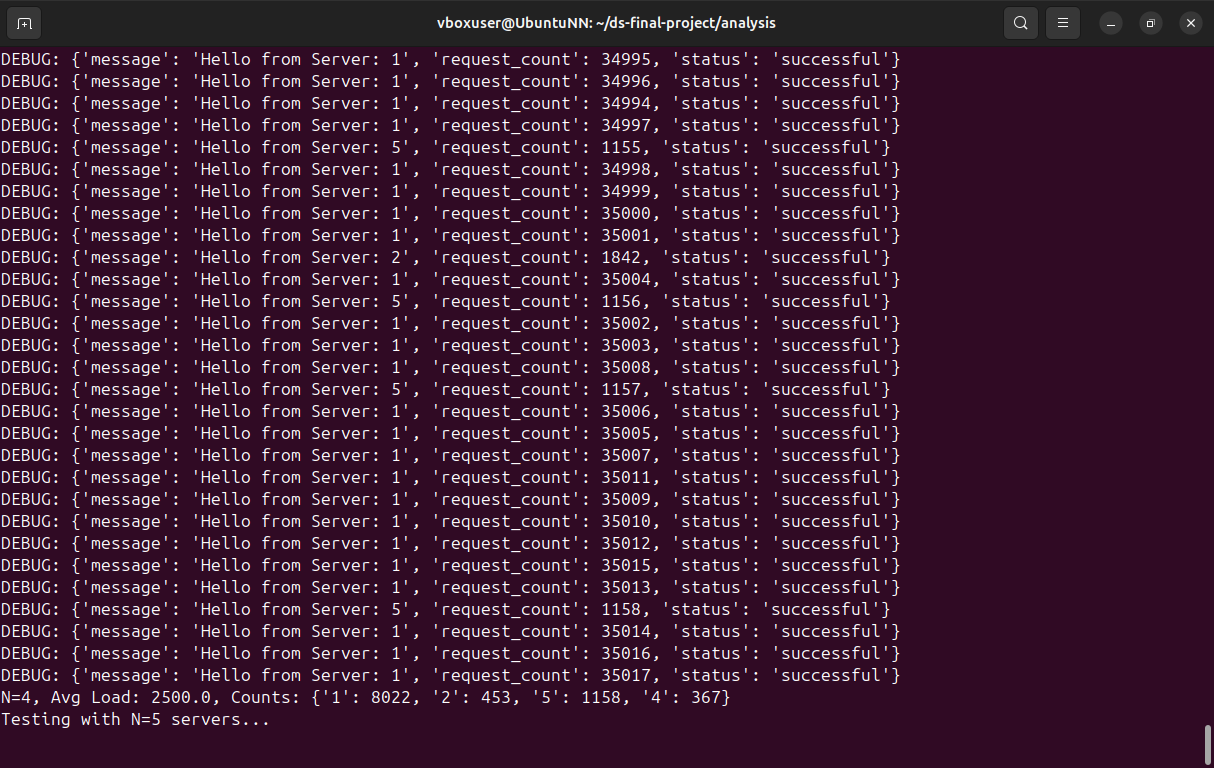 vboxuser@UbuntuNN: ~/ds-final-project/analysis
DEBUG: {'message': 'Hello from Server: 1', 'request_count': 34995, 'status': 'successful'}
DEBUG: {'message': 'Hello from Server: 1', 'request_count': 34996, 'status': 'successful'}
DEBUG: {'message': 'Hello from Server: 1', 'request_count': 34994, 'status': 'successful'}
DEBUG: {'message': 'Hello from Server: 1', 'request_count': 34997, 'status': 'successful'}
DEBUG: {'message': 'Hello from Server: 5', 'request_count': 1155, 'status': 'successful'}
DEBUG: {'message': 'Hello from Server: 1', 'request_count': 34998, 'status': 'successful'}
DEBUG: {'message': 'Hello from Server: 1', 'request_count': 34999, 'status': 'successful'}
DEBUG: {'message': 'Hello from Server: 1', 'request_count': 35000, 'status': 'successful'}
DEBUG: {'message': 'Hello from Server: 1', 'request_count': 35001, 'status': 'successful'}
DEBUG: {'message': 'Hello from Server: 2', 'request_count': 1842, 'status': 'successful'}
DEBUG: {'message': 'Hello from Server: 1', 'request_count': 35004, 'status': 'successful'}
DEBUG: {'message': 'Hello from Server: 5', 'request_count': 1156, 'status': 'successful'}
DEBUG: {'message': 'Hello from Server: 1', 'request_count': 35002, 'status': 'successful'}
DEBUG: {'message': 'Hello from Server: 1', 'request_count': 35003, 'status': 'successful'}
DEBUG: {'message': 'Hello from Server: 1', 'request_count': 35008, 'status': 'successful'}
DEBUG: {'message': 'Hello from Server: 5', 'request_count': 1157, 'status': 'successful'}
DEBUG: {'message': 'Hello from Server: 1', 'request_count': 35006, 'status': 'successful'}
DEBUG: {'message': 'Hello from Server: 1', 'request_count': 35005, 'status': 'successful'}
DEBUG: {'message': 'Hello from Server: 1', 'request_count': 35007, 'status': 'successful'}
DEBUG: {'message': 'Hello from Server: 1', 'request_count': 35011, 'status': 'successful'}
DEBUG: {'message': 'Hello from Server: 1', 'request_count': 35009, 'status': 'successful'}
DEBUG: {'message': 'Hello from Server: 1', 'request_count': 35010, 'status': 'successful'}
DEBUG: {'message': 'Hello from Server: 1', 'request_count': 35012, 'status': 'successful'}
DEBUG: {'message': 'Hello from Server: 1', 'request_count': 35015, 'status': 'successful'}
DEBUG: {'message': 'Hello from Server: 1', 'request_count': 35013, 'status': 'successful'}
DEBUG: {'message': 'Hello from Server: 5', 'request_count': 1158, 'status': 'successful'}
DEBUG: {'message': 'Hello from Server: 1', 'request_count': 35014, 'status': 'successful'}
DEBUG: {'message': 'Hello from Server: 1', 'request_count': 35016, 'status': 'successful'}
DEBUG: {'message': 'Hello from Server: 1', 'request_count': 35017, 'status': 'successful'}
N=4, Avg Load: 2500.0, Counts: {'1': 8022, '2': 453, '5': 1158, '4': 367}
Testing with N=5 servers...